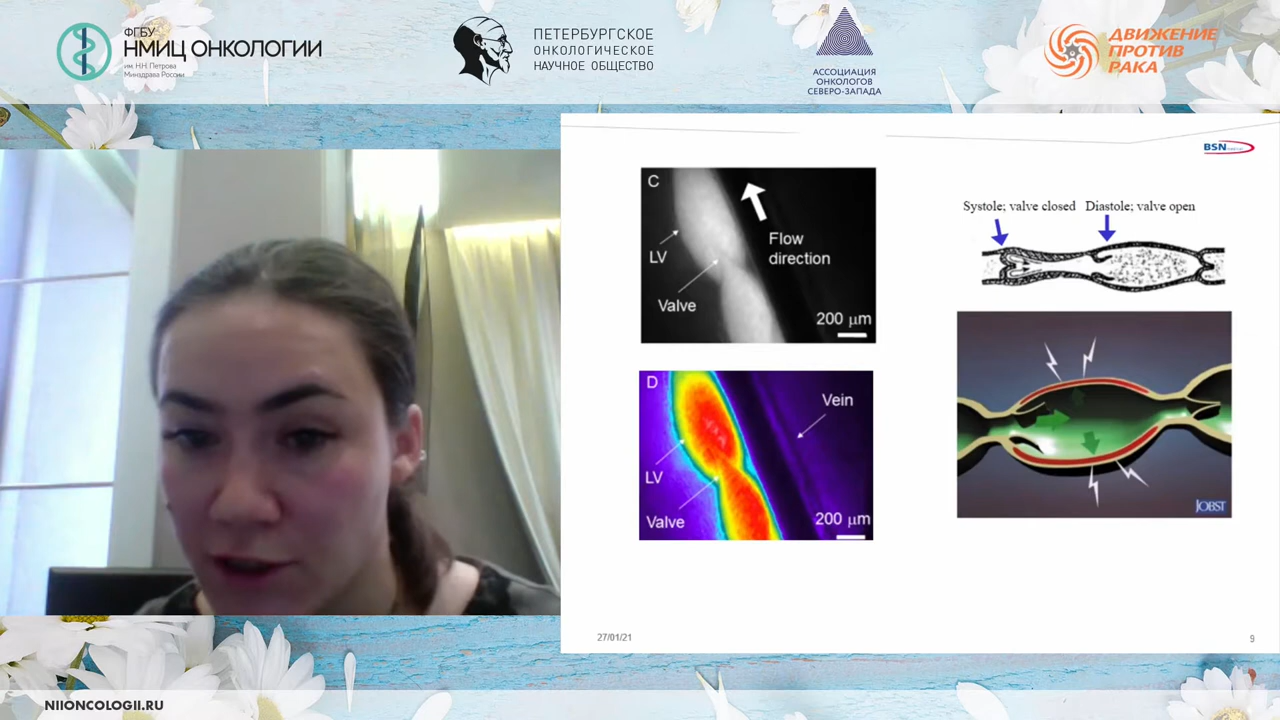 ФГБУ
НМИЦ ОНКОЛОГИИ
им. Н.Н. Петрова
Минздрава России
ПЕТЕРБУРГСКОЕ
ОНКОЛОГИЧЕСКОЕ
НАУЧНОЕ ОБЩЕСТВО
АССОЦИАЦИЯ
ОНКОЛОГОВ
СЕВЕРО-ЗАПАДА
ДВИЖЕНИЕ
ПРОТИВ
РАКА
BSN medical
C
Flow
direction
LV
Valve
200 µm
D
Vein
LV
Valve
200 µm
Systole; valve closed Diastole; valve open
JOBST
27/01/21
9
NIIONCOLOGII.RU